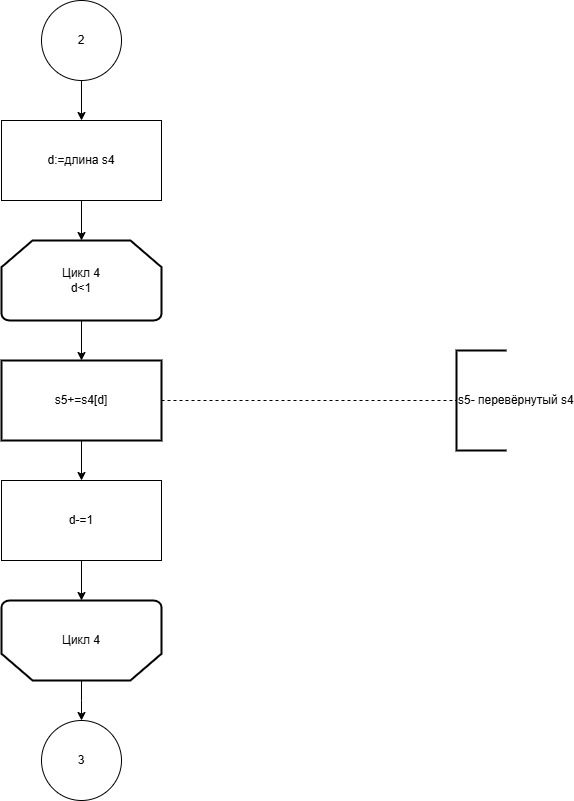 2
d:=длина s4
Цикл 4
d<1
s5+=s4[d]
s5- перевёрнутый s4
d-=1
Цикл 4
3